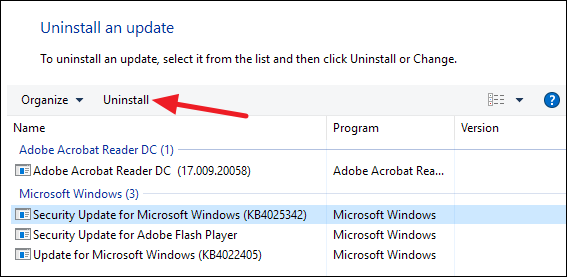 Uninstall an update
To uninstall an update, select it from the list and then click Uninstall or Change.
Organize Uninstall ?
Name Program Version
Adobe Acrobat Reader DC (1)
Adobe Acrobat Reader DC (17.009.20058) Adobe Acrobat Rea...
Microsoft Windows (3)
Security Update for Microsoft Windows (KB4025342) Microsoft Windows
Security Update for Adobe Flash Player Microsoft Windows
Update for Microsoft Windows (KB4022405) Microsoft Windows